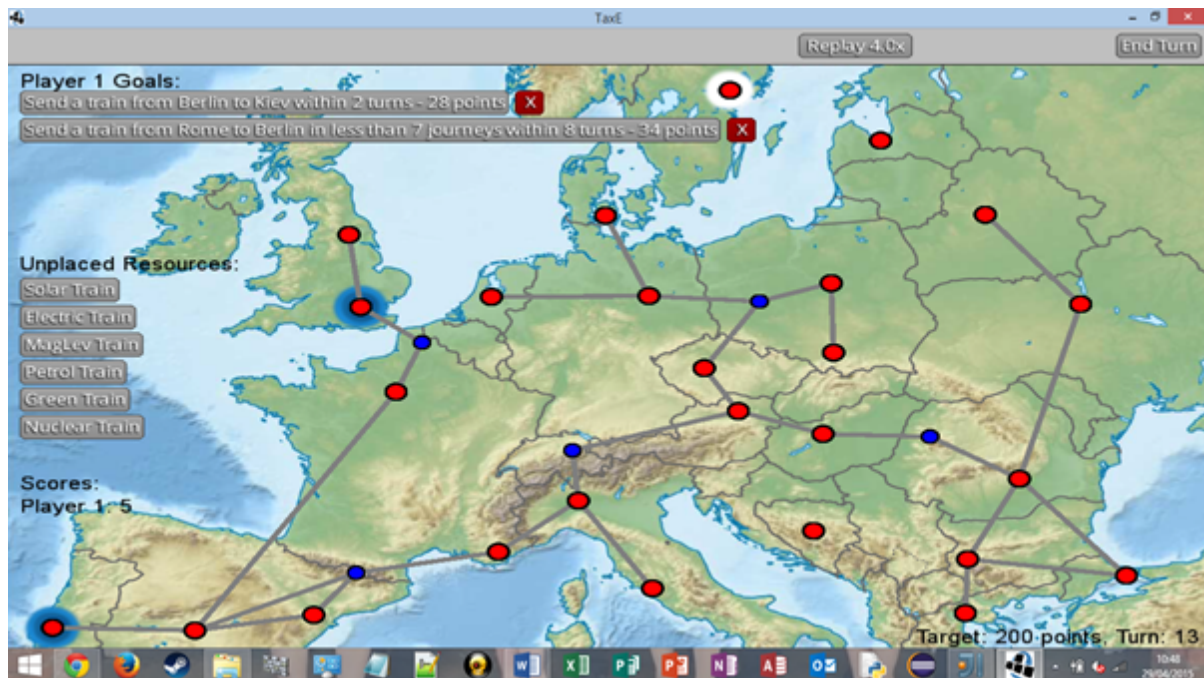 TaxE
Replay 4.0x
End Turn
Player 1 Goals:
Send a train from Berlin to Kiev within 2 turns - 28 points
X
Send a train from Rome to Berlin in less than 7 journeys within 8 turns - 34 points
X
Unplaced Resources:
Solar Train
Electric Train
MagLev Train
Petrol Train
Green Train
Nuclear Train
Scores:
Player 1: 5
Target: 200 points, Turn: 13
10:48
29/04/2015